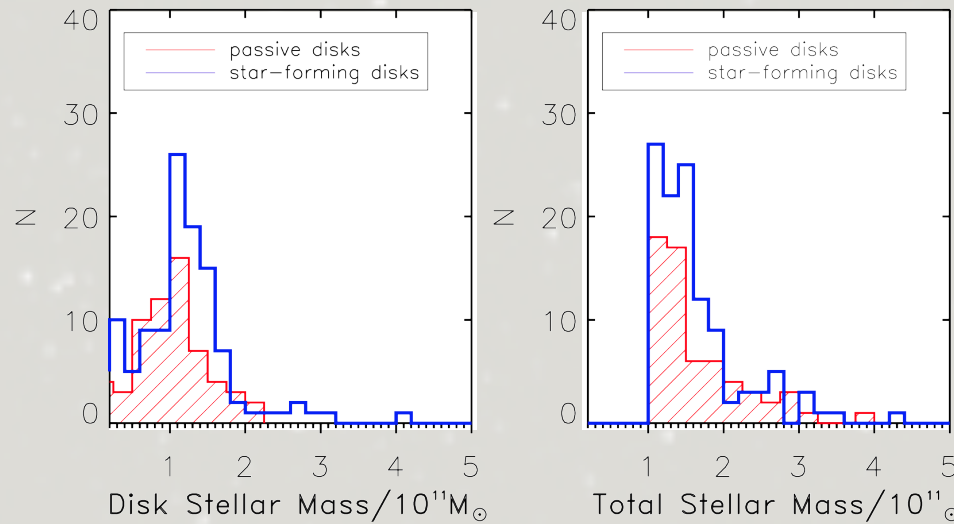 40
30
20
10
0
N
passive disks
star-forming disks
1 2 3 4 5
Disk Stellar Mass/10¹¹M☉
40
30
20
10
0
N
passive disks
star-forming disks
1 2 3 4 5
Total Stellar Mass/10¹¹☉